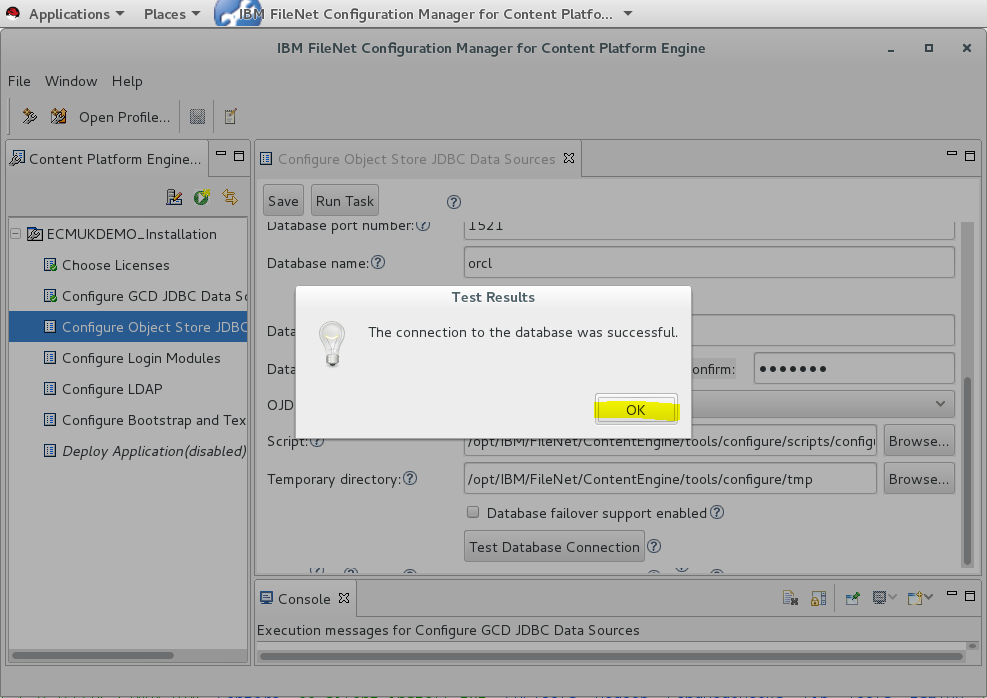 Applications Places IBM FileNet Configuration Manager for Content Platfo...
IBM FileNet Configuration Manager for Content Platform Engine
File Window Help
Open Profile...
Content Platform Engine...
Configure Object Store JDBC Data Sources
Save Run Task
ECMUKDEMO_Installation
Choose Licenses
Configure GCD JDBC Data So
Configure Object Store JDBC
Configure Login Modules
Configure LDAP
Configure Bootstrap and Tex
Deploy Application(disabled)
Database port number: 1521
Database name: orcl
Test Results
The connection to the database was successful.
OK
Data
Data onfirm: •••••••
OJD
Script: /opt/IBM/FileNet/ContentEngine/tools/configure/scripts/configu Browse...
Temporary directory: /opt/IBM/FileNet/ContentEngine/tools/configure/tmp Browse...
Database failover support enabled
Test Database Connection
Console
Execution messages for Configure GCD JDBC Data Sources